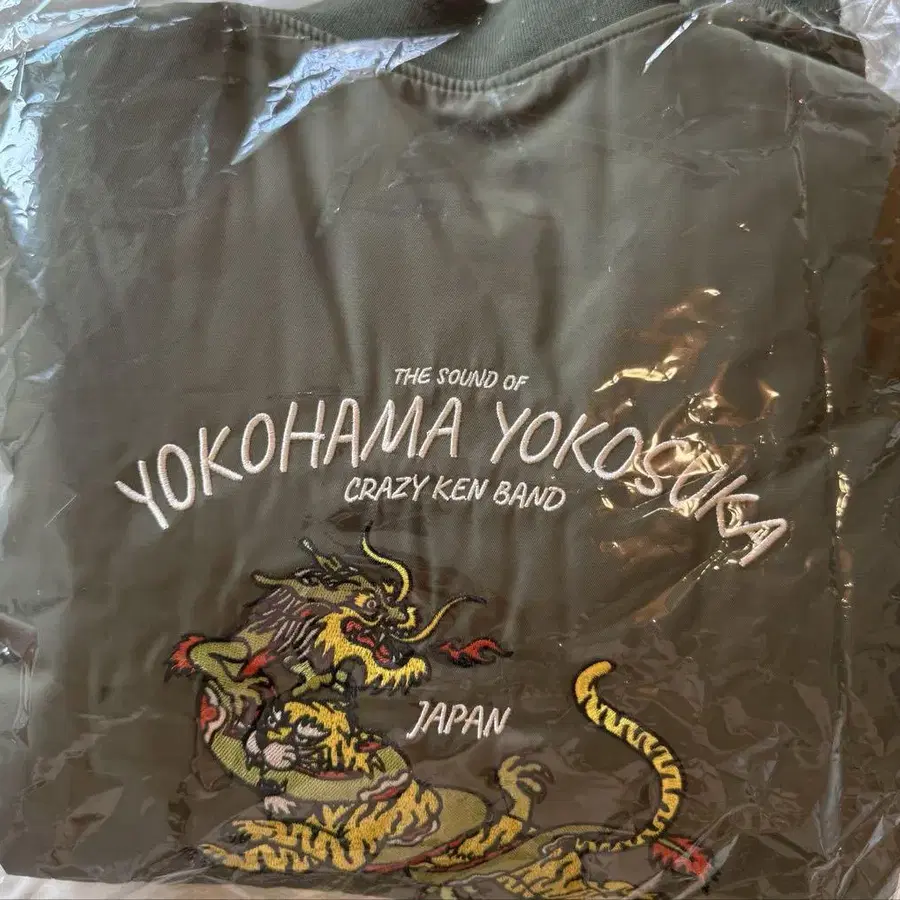 THE SOUND OF
YOKOHAMA YOKOSUKA
CRAZY KEN BAND
JAPAN